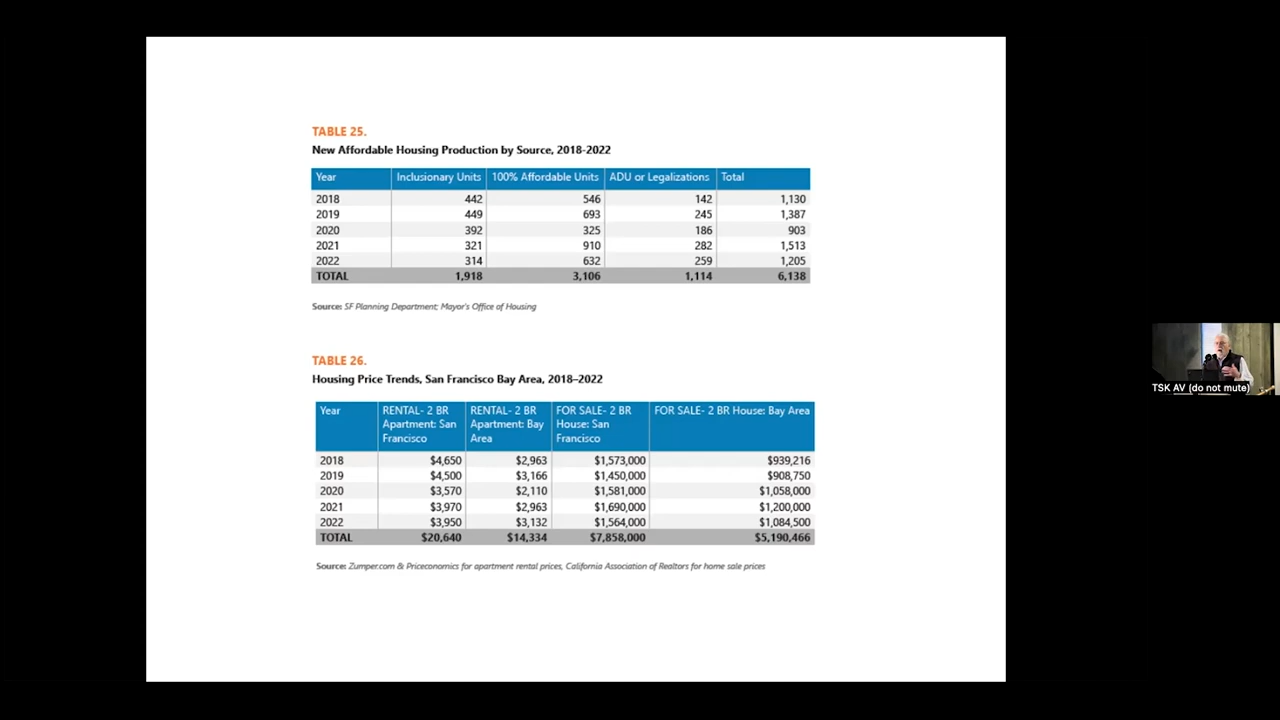 TABLE 25.
New Affordable Housing Production by Source, 2018-2022
Year Inclusionary Units 100% Affordable Units ADU or Legalizations Total
2018 442 546 142 1,130
2019 449 693 245 1,387
2020 392 325 186 903
2021 321 910 282 1,513
2022 314 632 259 1,205
TOTAL 1,918 3,106 1,114 6,138
Source: SF Planning Department; Mayor's Office of Housing
TABLE 26.
Housing Price Trends, San Francisco Bay Area, 2018–2022
Year RENTAL- 2 BR RENTAL- 2 BR FOR SALE- 2 BR FOR SALE- 2 BR House: Bay Area
Apartment: San Apartment: Bay House: San
Francisco Area Francisco
2018 $4,650 $2,963 $1,573,000 $939,216
2019 $4,500 $3,166 $1,450,000 $908,750
2020 $3,570 $2,110 $1,581,000 $1,058,000
2021 $3,970 $2,963 $1,690,000 $1,200,000
2022 $3,950 $3,132 $1,564,000 $1,084,500
TOTAL $20,640 $14,334 $7,858,000 $5,190,466
Source: Zumper.com & Priceconomics for apartment rental prices, California Association of Realtors for home sale prices
TSK AV (do not mute)